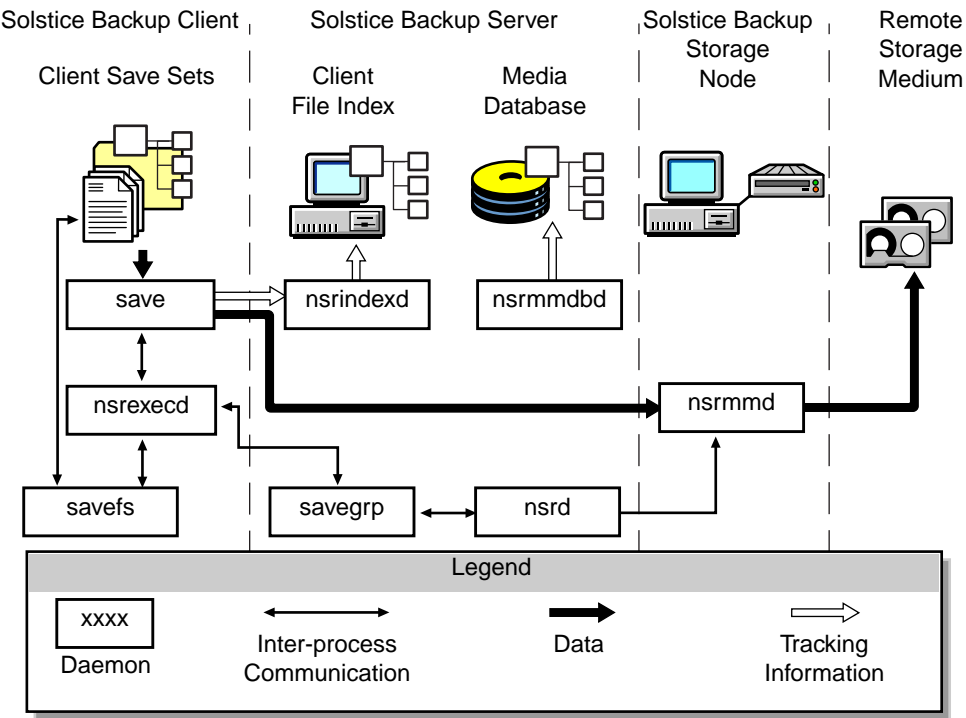 Solstice Backup Client
Solstice Backup Server
Solstice Backup
Storage
Node
Remote
Storage
Medium
Client Save Sets
Client
File Index
Media
Database
save
nsrindexd
nsrmmdbd
nsrexecd
nsrmmd
savefs
savegrp
nsrd
Legend
xxxx
Daemon
Inter-process
Communication
Data
Tracking
Information